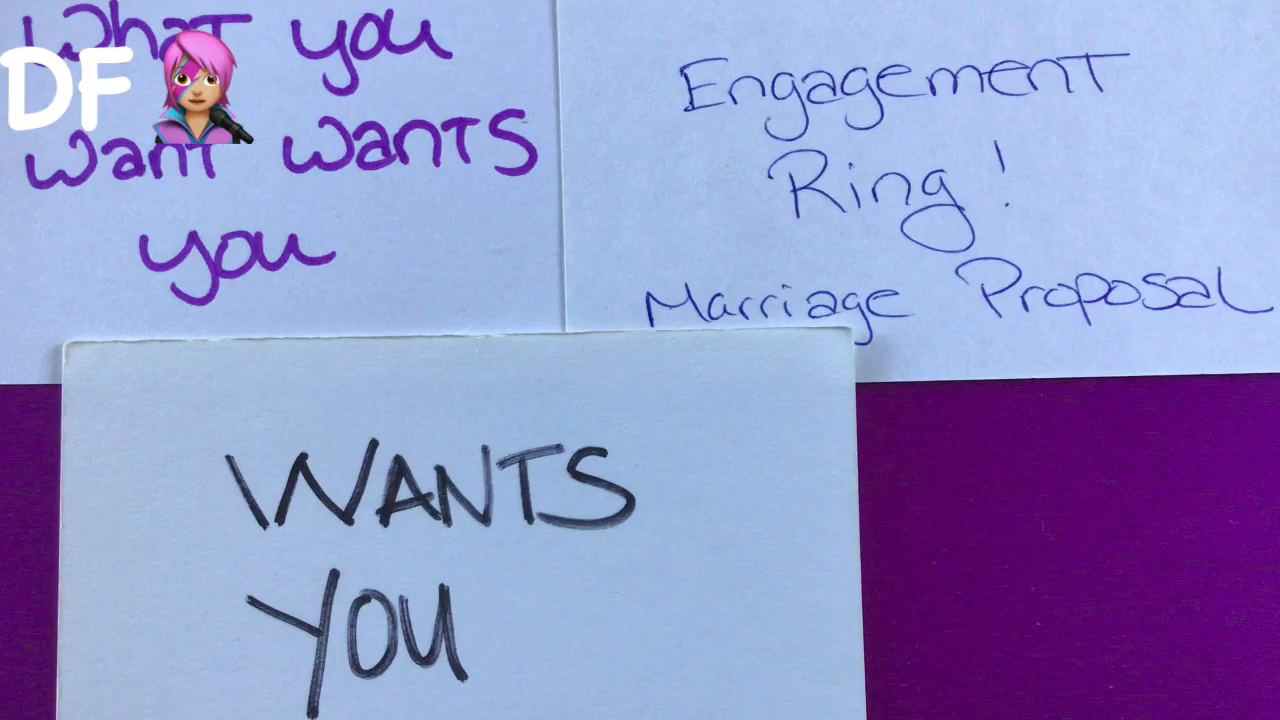 What you
DF
want wants
you
Engagement
Ring!
Marriage Proposal
WANTS
YOU